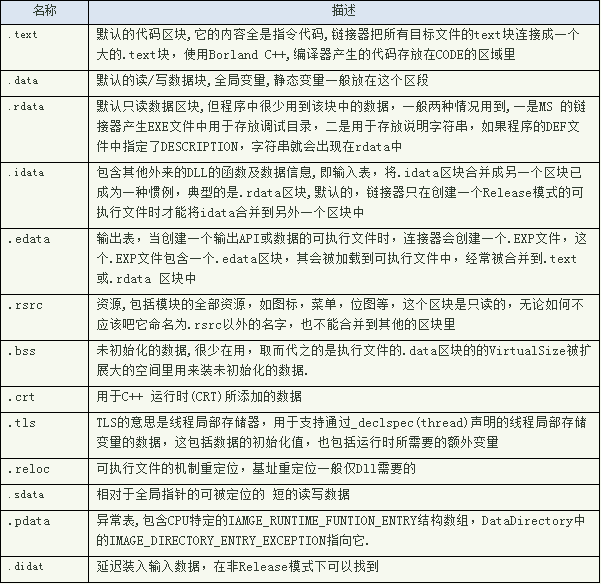 名称 描述
.text 默认的代码区块,它的内容全是指令代码,链接器把所有目标文件的text块连接成一个
大的.text块，使用Borland C++,编译器产生的代码存放在CODE的区域里
.data 默认的读/写数据块,全局变量,静态变量一般放在这个区段
.rdata 默认只读数据区块,但程序中很少用到该块中的数据，一般两种情况用到,一是MS 的链
接器产生EXE文件中用于存放调试目录，二是用于存放说明字符串，如果程序的DEF文
件中指定了DESCRIPTION，字符串就会出现在rdata中
.idata 包含其他外来的DLL的函数及数据信息,即输入表，将.idata区块合并成另一个区块已
成为一种惯例，典型的是.rdata区块,默认的，链接器只在创建一个Release模式的可
执行文件时才能将idata合并到另外一个区块中
.edata 输出表，当创建一个输出API或数据的可执行文件时，连接器会创建一个.EXP文件，这
个.EXP文件包含一个.edata区块，其会被加载到可执行文件中，经常被合并到.text
或.rdata 区块中
.rsrc 资源,包括模块的全部资源，如图标，菜单，位图等，这个区块是只读的，无论如何不
应该吧它命名为.rsrc以外的名字，也不能合并到其他的区块里
.bss 未初始化的数据,很少在用，取而代之的是执行文件的.data区块的的VirtualSize被扩
展大的空间里用来装未初始化的数据.
.crt 用于C++ 运行时(CRT)所添加的数据
.tls TLS的意思是线程局部存储器，用于支持通过_declspec(thread)声明的线程局部存储
变量的数据，这包括数据的初始化值，也包括运行时所需要的额外变量
.reloc 可执行文件的机制重定位，基址重定位一般仅Dll需要的
.sdata 相对于全局指针的可被定位的 短的读写数据
.pdata 异常表,包含CPU特定的IAMGE_RUNTIME_FUNTION_ENTRY结构数组，DataDirectory中
的IMAGE_DIRECTORY_ENTRY_EXCEPTION指向它.
.didat 延迟装入输入数据，在非Release模式下可以找到